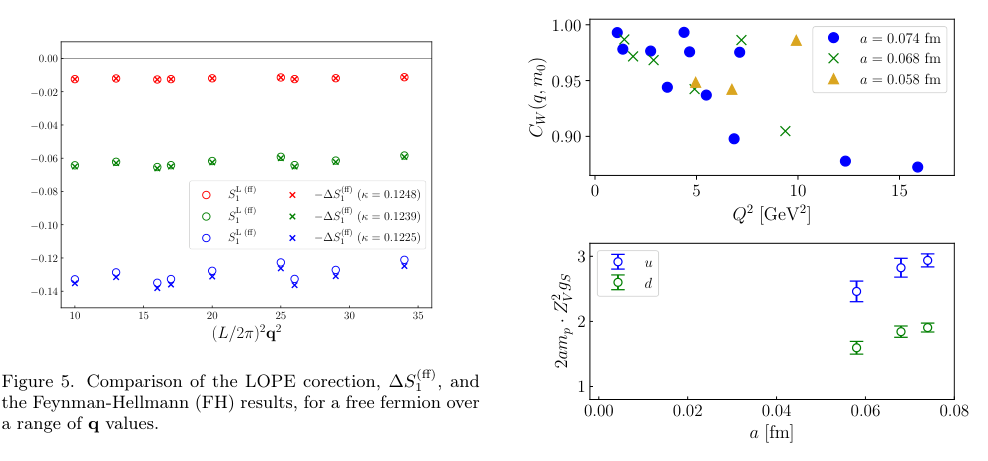 0.00
−0.02
−0.04
−0.06
−0.08
−0.10
−0.12
−0.14
S₁^{L (ff)} −ΔS₁^{(ff)} (κ = 0.1248)
S₁^{L (ff)} −ΔS₁^{(ff)} (κ = 0.1239)
S₁^{L (ff)} −ΔS₁^{(ff)} (κ = 0.1225)
10 15 20 25 30 35
(L/2π)²q²
Figure 5. Comparison of the LOPE corection, ΔS₁^{(ff)}, and
the Feynman-Hellmann (FH) results, for a free fermion over
a range of q values.
1.00
0.95
0.90
C_W(q, m₀)
a = 0.074 fm
a = 0.068 fm
a = 0.058 fm
0 5 10 15
Q² [GeV²]
3
2
1
2am_p · Z_V² g_S
u
d
0.00 0.02 0.04 0.06 0.08
a [fm]